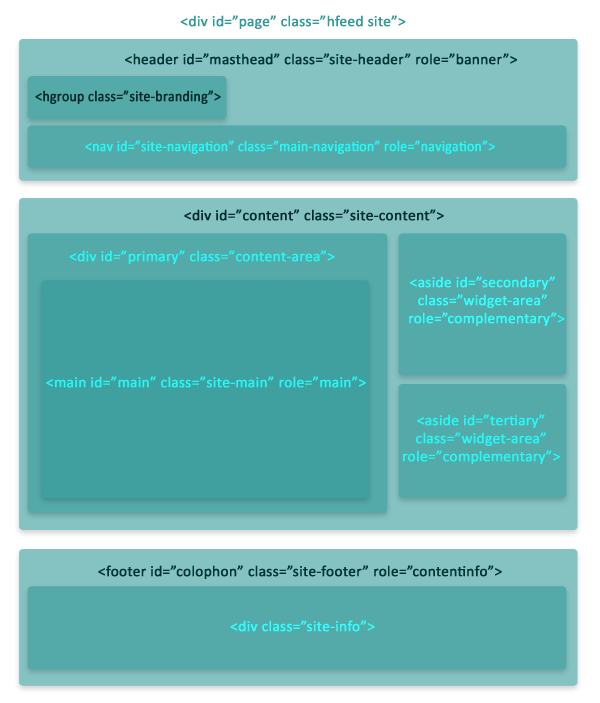 <div id=”page” class=”hfeed site”>
<header id=”masthead” class=”site-header” role=”banner”>
<hgroup class=”site-branding”>
<nav id=”site-navigation” class=”main-navigation” role=”navigation”>
<div id=”content” class=”site-content”>
<div id=”primary” class=”content-area”>
<main id=”main” class=”site-main” role=”main”>
<aside id=”secondary”
class=”widget-area”
role=”complementary”>
<aside id=”tertiary”
class=”widget-area”
role=”complementary”>
<footer id=”colophon” class=”site-footer” role=”contentinfo”>
<div class=”site-info”>